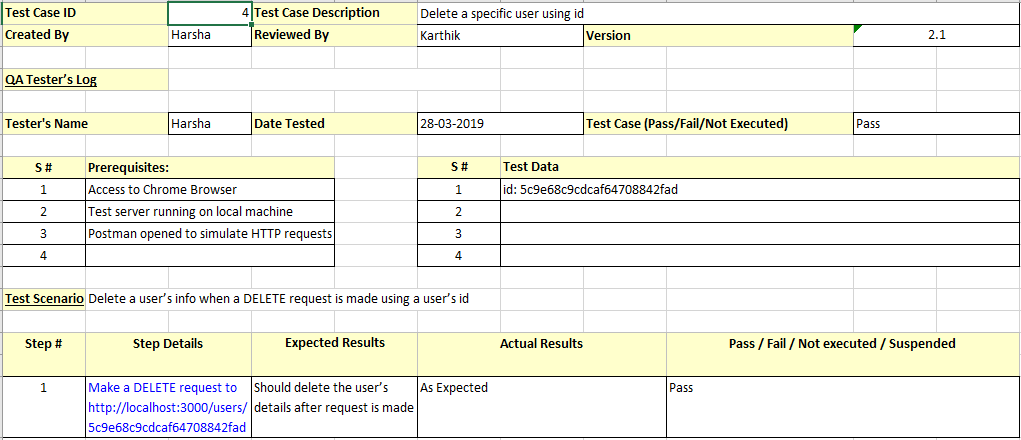 Test Case ID 4 Test Case Description Delete a specific user using id
Created By Harsha Reviewed By Karthik Version 2.1
QA Tester’s Log
Tester's Name Harsha Date Tested 28-03-2019 Test Case (Pass/Fail/Not Executed) Pass
S # Prerequisites: S # Test Data
1 Access to Chrome Browser 1 id: 5c9e68c9cdcaf64708842fad
2 Test server running on local machine 2
3 Postman opened to simulate HTTP requests 3
4 4
Test Scenario Delete a user’s info when a DELETE request is made using a user’s id
Step # Step Details Expected Results Actual Results Pass / Fail / Not executed / Suspended
1 Make a DELETE request to Should delete the user’s As Expected Pass
http://localhost:3000/users/ details after request is made
5c9e68c9cdcaf64708842fad